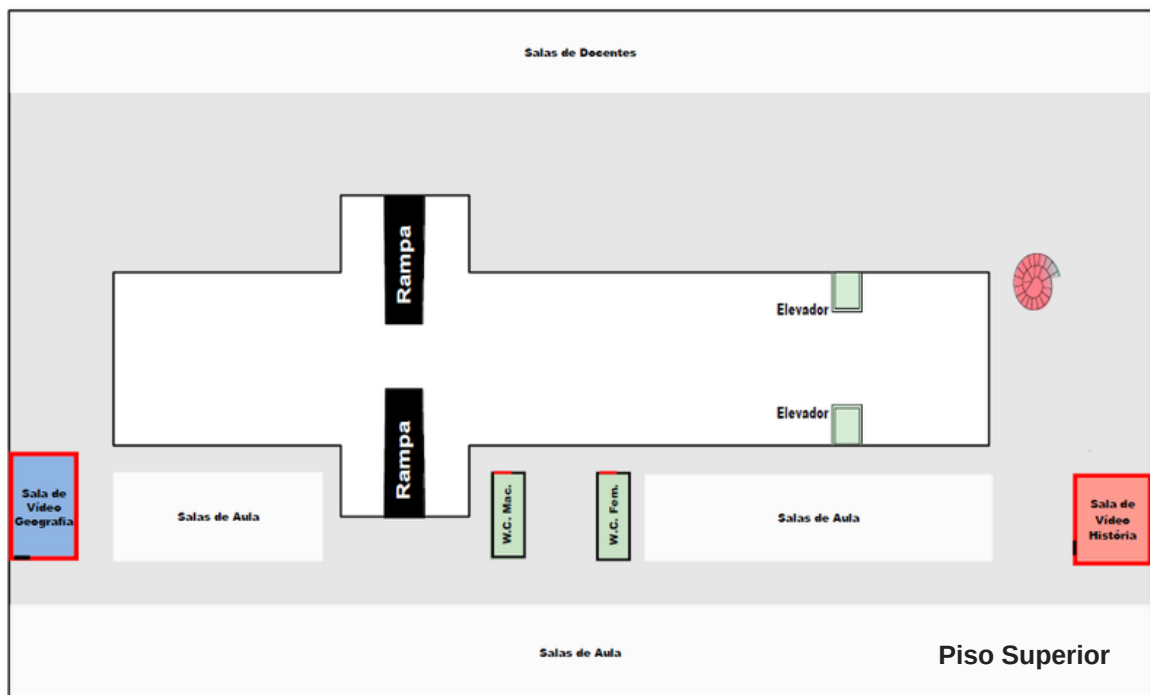 Salas de Docentes
Rampa
Elevador
Elevador
Rampa
Sala de
Vídeo
Geografia
Salas de Aula
W.C. Mac.
W.C. Fem.
Salas de Aula
Sala de
Vídeo
História
Salas de Aula
Piso Superior